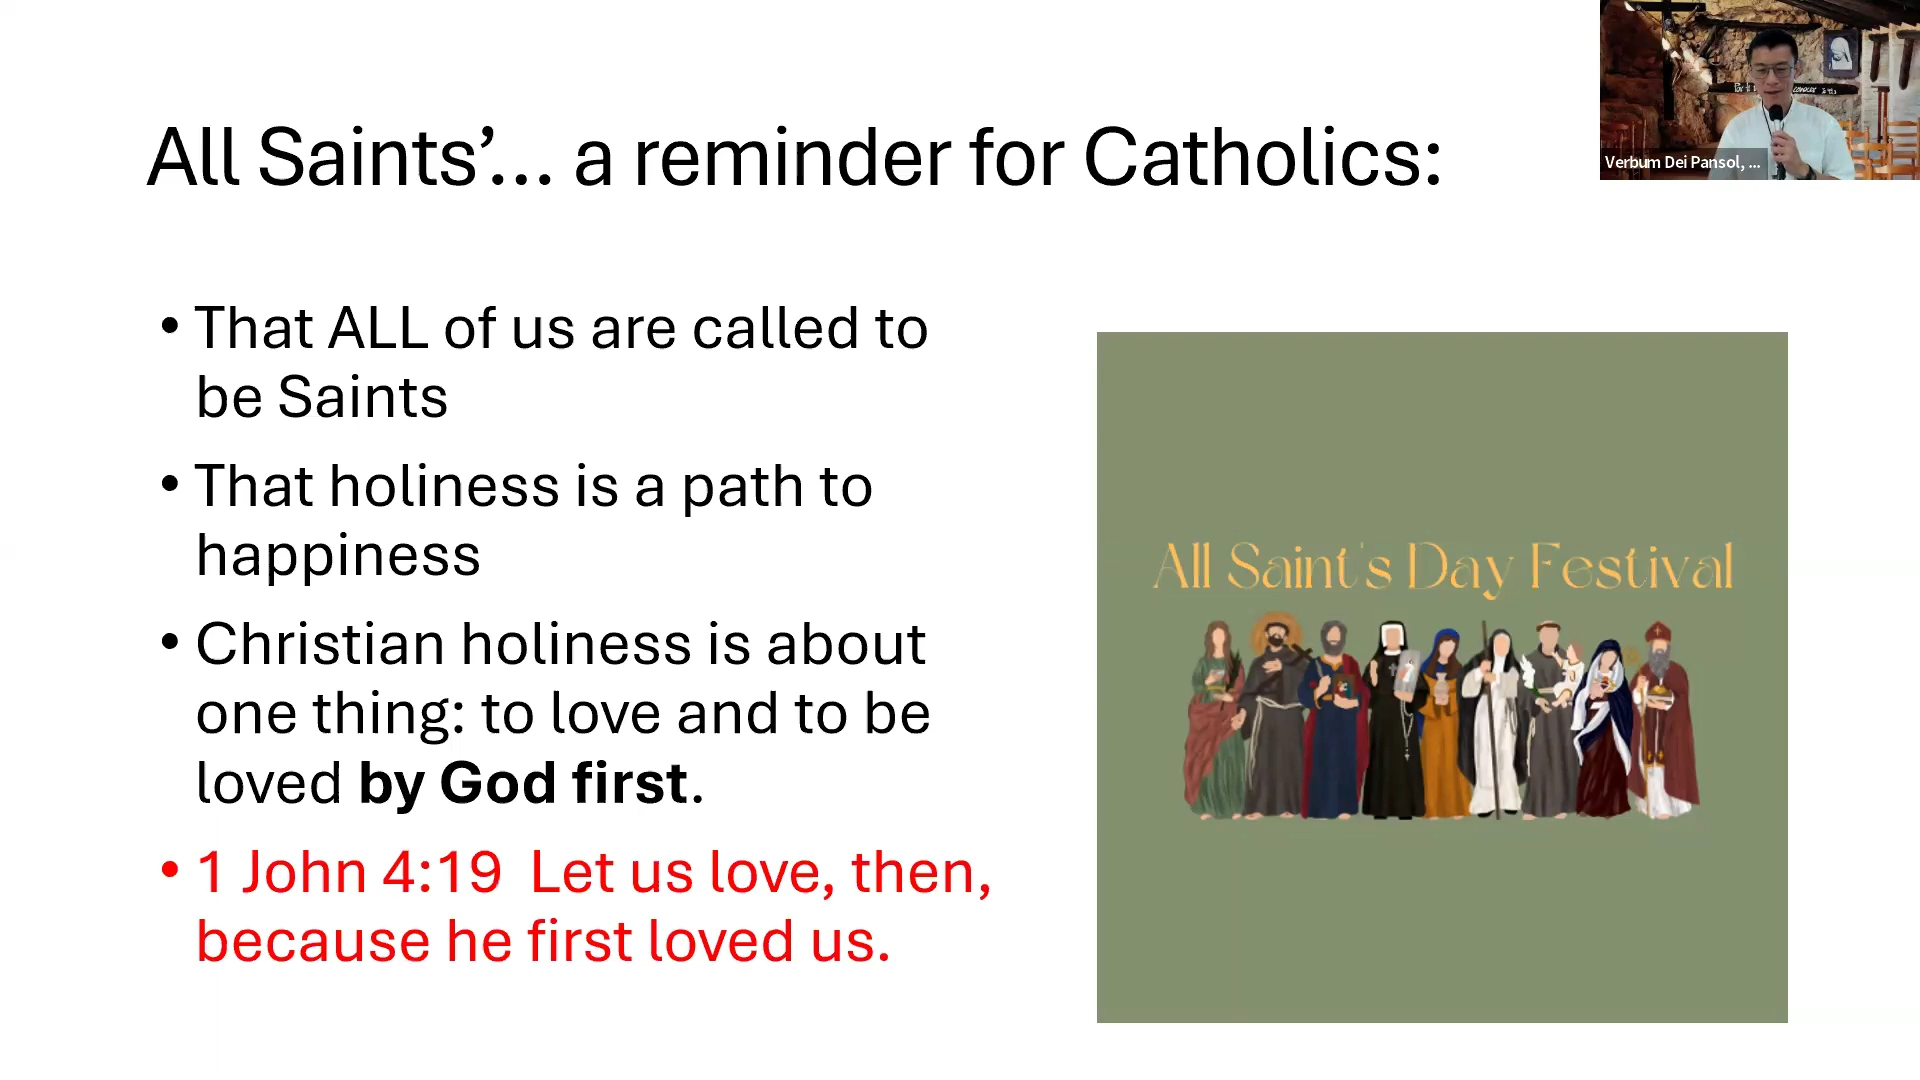 All Saints’... a reminder for Catholics:
Verbum Dei Pansol, ...
• That ALL of us are called to
be Saints
• That holiness is a path to
happiness
• Christian holiness is about
one thing: to love and to be
loved by God first.
• 1 John 4:19  Let us love, then,
because he first loved us.
All Saint's Day Festival